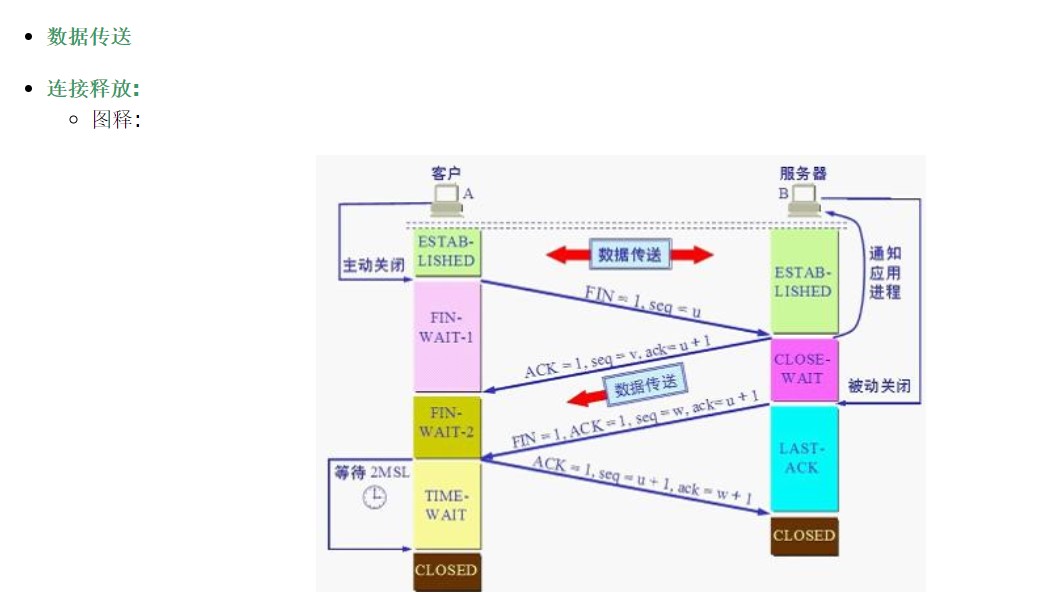 数据传送
连接释放:
图释:
客户
服务器
A
B
ESTAB-
LISHED
数据传送
ESTAB-
LISHED
通知
应用
进程
主动关闭
FIN = 1, seq = u
FIN-
WAIT-1
ACK = 1, seq = v, ack= u + 1
CLOSE-
WAIT
数据传送
被动关闭
FIN-
WAIT-2
FIN = 1, ACK = 1, seq = w, ack= u + 1
LAST-
ACK
等待 2MSL
ACK = 1, seq = u + 1, ack = w + 1
TIME-
WAIT
CLOSED
CLOSED